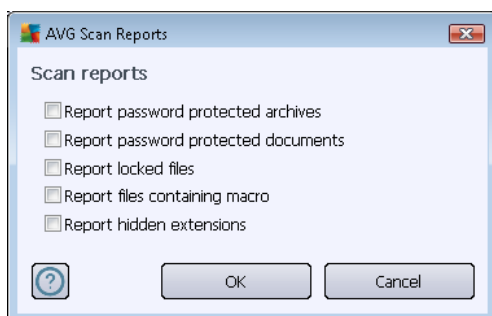 AVG Scan Reports
Scan reports
Report password protected archives
Report password protected documents
Report locked files
Report files containing macro
Report hidden extensions
?
OK
Cancel